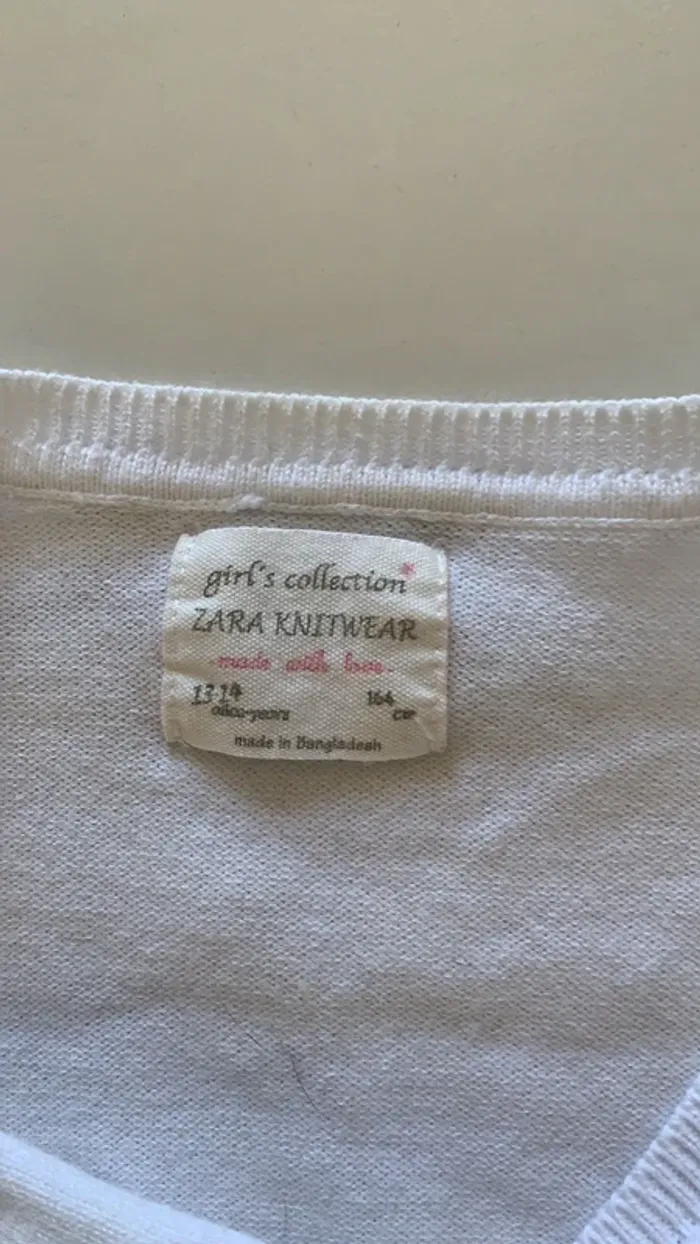 girl's collection*
ZARA KNITWEAR
-made with love-
13-14 164
años-years cm
made in Bangladesh